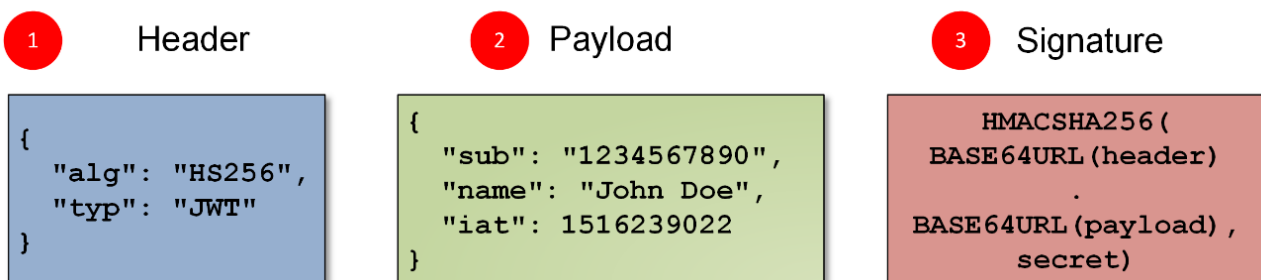 1 Header
{
"alg": "HS256",
"typ": "JWT"
}
2 Payload
{
"sub": "1234567890",
"name": "John Doe",
"iat": 1516239022
}
3 Signature
HMACSHA256(
BASE64URL(header)
.
BASE64URL(payload),
secret)